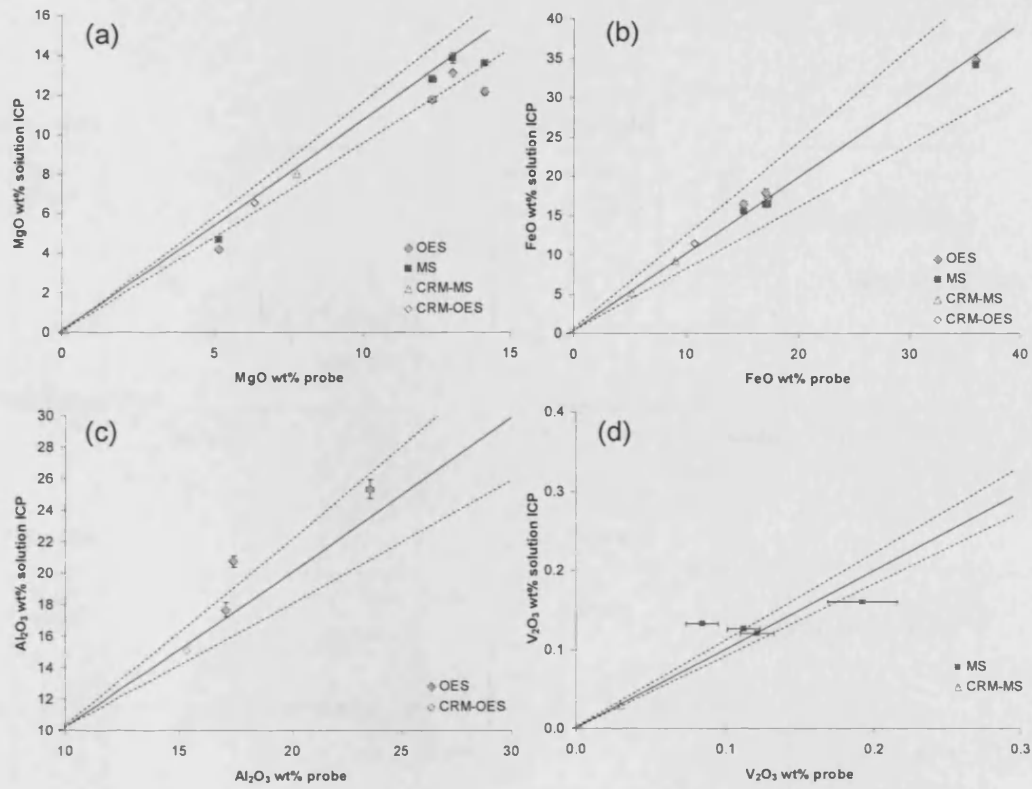 (a)
16
14
12
10
8
6
4
2
0
MgO wt% solution ICP
0
5
10
15
MgO wt% probe
OES
MS
CRM-MS
CRM-OES
(b)
40
35
30
25
20
15
10
5
0
FeO wt% solution ICP
0
10
20
30
40
FeO wt% probe
OES
MS
CRM-MS
CRM-OES
(c)
30
28
26
24
22
20
18
16
14
12
10
Al₂O₃ wt% solution ICP
10
15
20
25
30
Al₂O₃ wt% probe
OES
CRM-OES
(d)
0.4
0.3
0.2
0.1
0.0
V₂O₃ wt% solution ICP
0.0
0.1
0.2
0.3
V₂O₃ wt% probe
MS
CRM-MS